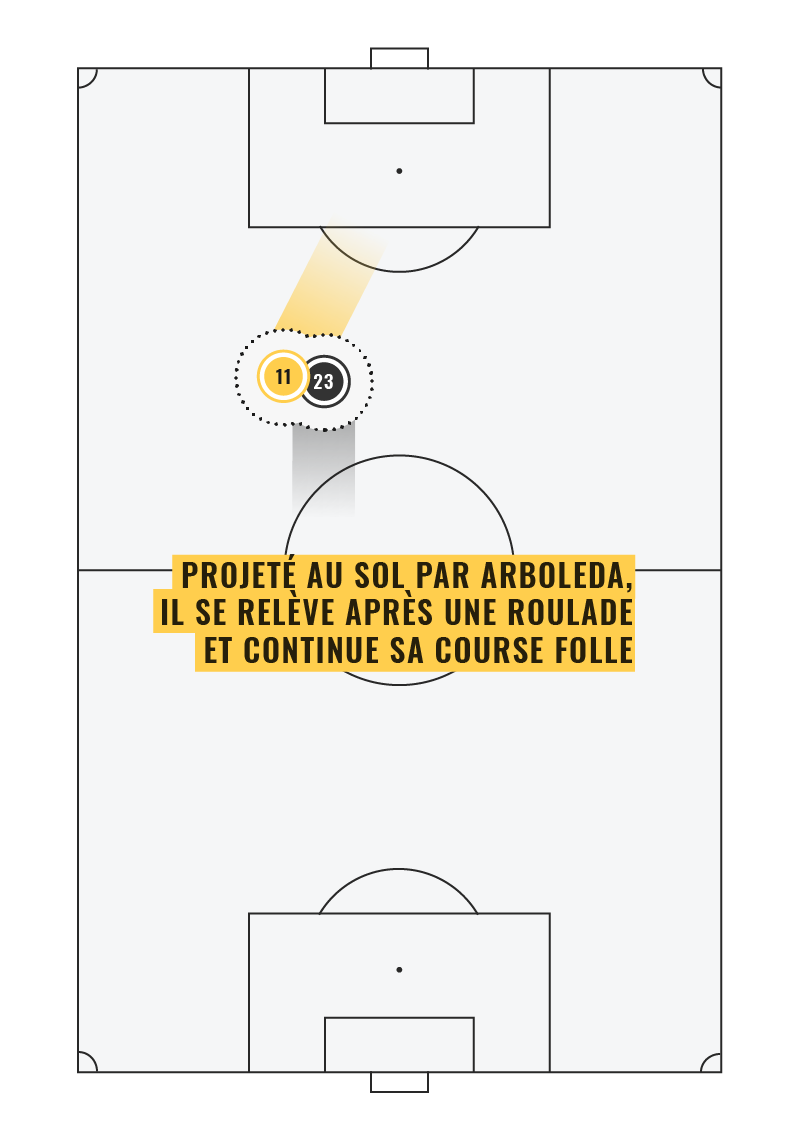 11
23
PROJETÉ AU SOL PAR ARBOLEDA,
IL SE RELÈVE APRÈS UNE ROULADE
ET CONTINUE SA COURSE FOLLE